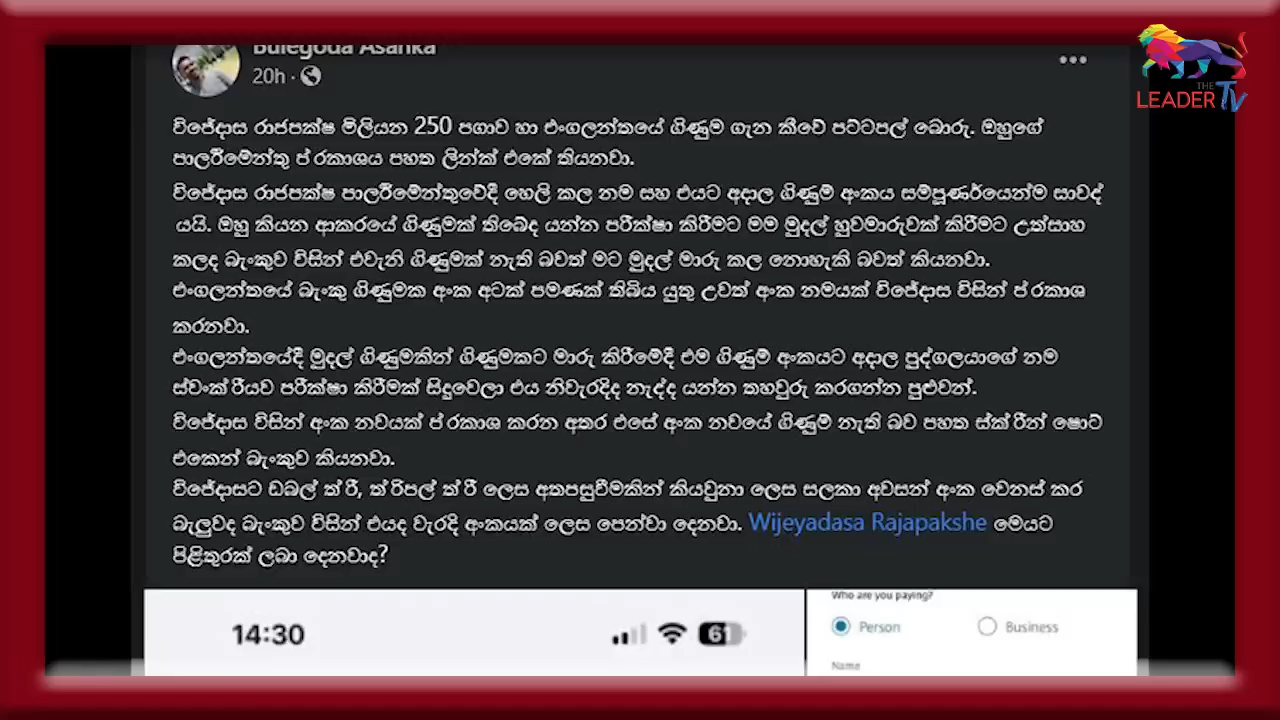 Bulegoda Asanka
20h ·
THE
LEADER TV
විජේදාස රාජපක්ෂ මිලියන 250 පගාව හා එංගලන්තයේ ගිණුම ගැන කීවේ පට්ටපල් බොරු. ඔහුගේ
පාලර්මේන්තු ප්‍රකාශය පහත ලින්ක් එකේ තියනවා.
විජේදාස රාජපක්ෂ පාලර්මේන්තුවේදී හෙලි කල නම සහ එයට අදාල ගිණුම් අංකය සම්පූණර්යෙන්ම සාවද්
යයි. ඔහු කියන ආකරයේ ගිණුමක් තිබේද යන්න පරීක්ෂා කිරීමට මම මුදල් හුවමාරුවක් කිරීමට උත්සාහ
කලද බැංකුව විසින් එවැනි ගිණුමක් නැති බවත් මට මුදල් මාරු කල නොහැකි බවත් කියනවා.
එංගලන්තයේ බැංකු ගිණුමක අංක අටක් පමණක් තිබිය යුතු උවත් අංක නමයක් විජේදාස විසින් ප්‍රකාශ
කරනවා.
එංගලන්තයේදී මුදල් ගිණුමකින් ගිණුමකට මාරු කිරීමේදී එම ගිණුම් අංකයට අදාල පුද්ගලයාගේ නම
ස්වංක්‍රීයව පරීක්ෂා කිරීමක් සිදුවෙලා එය නිවැරදිද නැද්ද යන්න තහවුරු කරගන්න පුළුවන්.
විජේදාස විසින් අංක නවයක් ප්‍රකාශ කරන අතර එසේ අංක නවයේ ගිණුම් නැති බව පහත ස්ක්‍රීන් ෂොට්
එකෙන් බැංකුව කියනවා.
විජේදාසට ඩබල් ත්‍රී, ත්‍රිපල් ත්‍රී ලෙස අතපසුවීමකින් කියවුනා ලෙස සලකා අවසන් අංක වෙනස් කර
බැලුවද බැංකුව විසින් එයද වැරදි අංකයක් ලෙස පෙන්වා දෙනවා. Wijeyadasa Rajapakshe මෙයට
පිළිතුරක් ලබා දෙනවාද?
14:30
61
Who are you paying?
Person
Business
Name